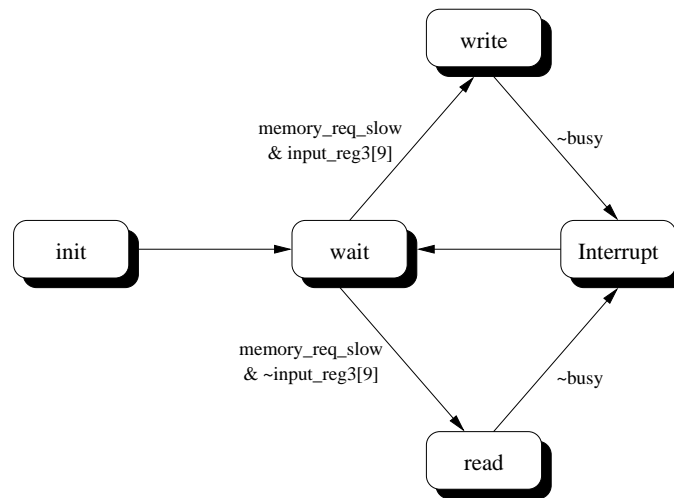 write
memory_req_slow
& input_reg3[9]
~busy
init
wait
Interrupt
memory_req_slow
& ~input_reg3[9]
~busy
read